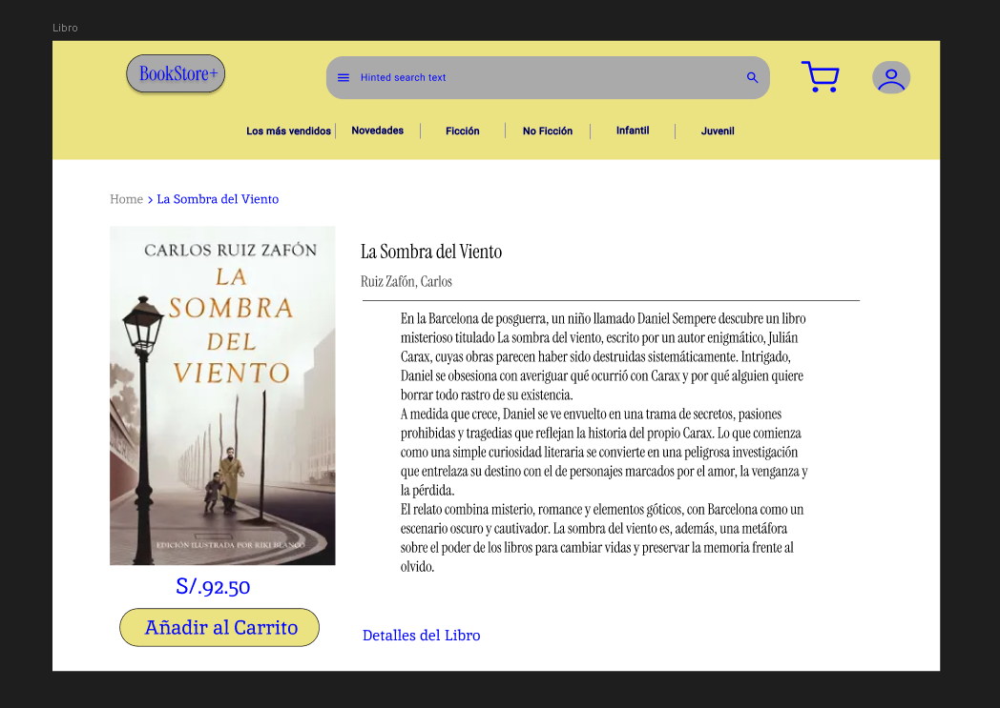 Libro
BookStore+
Hinted search text
Los más vendidos
Novedades
Ficción
No Ficción
Infantil
Juvenil
Home > La Sombra del Viento
CARLOS RUIZ ZAFÓN
LA
SOMBRA
DEL
VIENTO
EDICIÓN ILUSTRADA POR RIKI BLANCO
S/.92.50
Añadir al Carrito
La Sombra del Viento
Ruiz Zafón, Carlos
En la Barcelona de posguerra, un niño llamado Daniel Sempere descubre un libro
misterioso titulado La sombra del viento, escrito por un autor enigmático, Julián
Carax, cuyas obras parecen haber sido destruidas sistemáticamente. Intrigado,
Daniel se obsesiona con averiguar qué ocurrió con Carax y por qué alguien quiere
borrar todo rastro de su existencia.
A medida que crece, Daniel se ve envuelto en una trama de secretos, pasiones
prohibidas y tragedias que reflejan la historia del propio Carax. Lo que comienza
como una simple curiosidad literaria se convierte en una peligrosa investigación
que entrelaza su destino con el de personajes marcados por el amor, la venganza y
la pérdida.
El relato combina misterio, romance y elementos góticos, con Barcelona como un
escenario oscuro y cautivador. La sombra del viento es, además, una metáfora
sobre el poder de los libros para cambiar vidas y preservar la memoria frente al
olvido.
Detalles del Libro